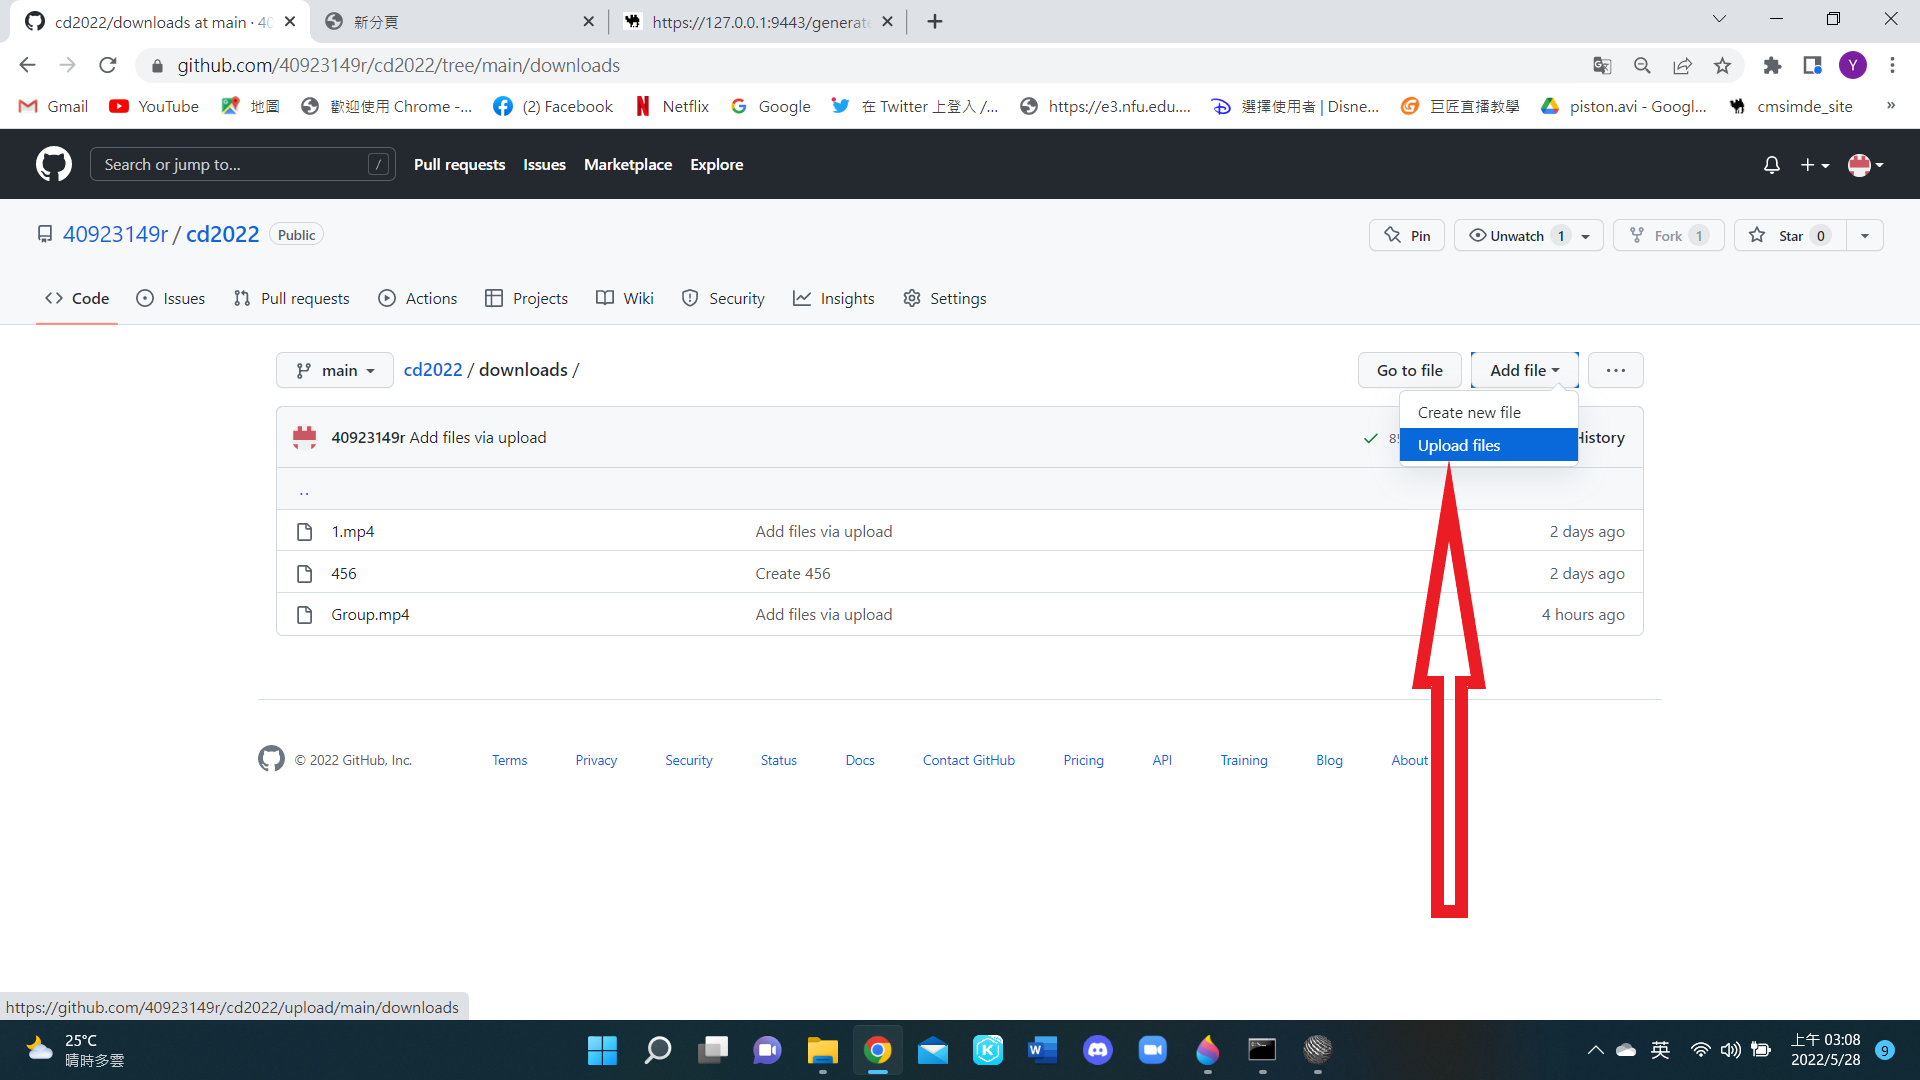 cd2022/downloads at main · 40
新分頁
https://127.0.0.1:9443/generate
github.com/40923149r/cd2022/tree/main/downloads
Y
Gmail
YouTube
地圖
歡迎使用 Chrome -...
(2) Facebook
Netflix
Google
在 Twitter 上登入 /...
https://e3.nfu.edu....
選擇使用者 | Disne...
巨匠直播教學
piston.avi - Googl...
cmsimde_site
»
Search or jump to...
/
Pull requests
Issues
Marketplace
Explore
40923149r / cd2022
Public
Pin
Unwatch 1
Fork 1
Star 0
Code
Issues
Pull requests
Actions
Projects
Wiki
Security
Insights
Settings
main
cd2022 / downloads /
Go to file
Add file
...
Create new file
Upload files
40923149r Add files via upload
History
..
1.mp4
Add files via upload
2 days ago
456
Create 456
2 days ago
Group.mp4
Add files via upload
4 hours ago
© 2022 GitHub, Inc.
Terms
Privacy
Security
Status
Docs
Contact GitHub
Pricing
API
Training
Blog
About
https://github.com/40923149r/cd2022/upload/main/downloads
25°C
晴時多雲
英
上午 03:08
2022/5/28
9